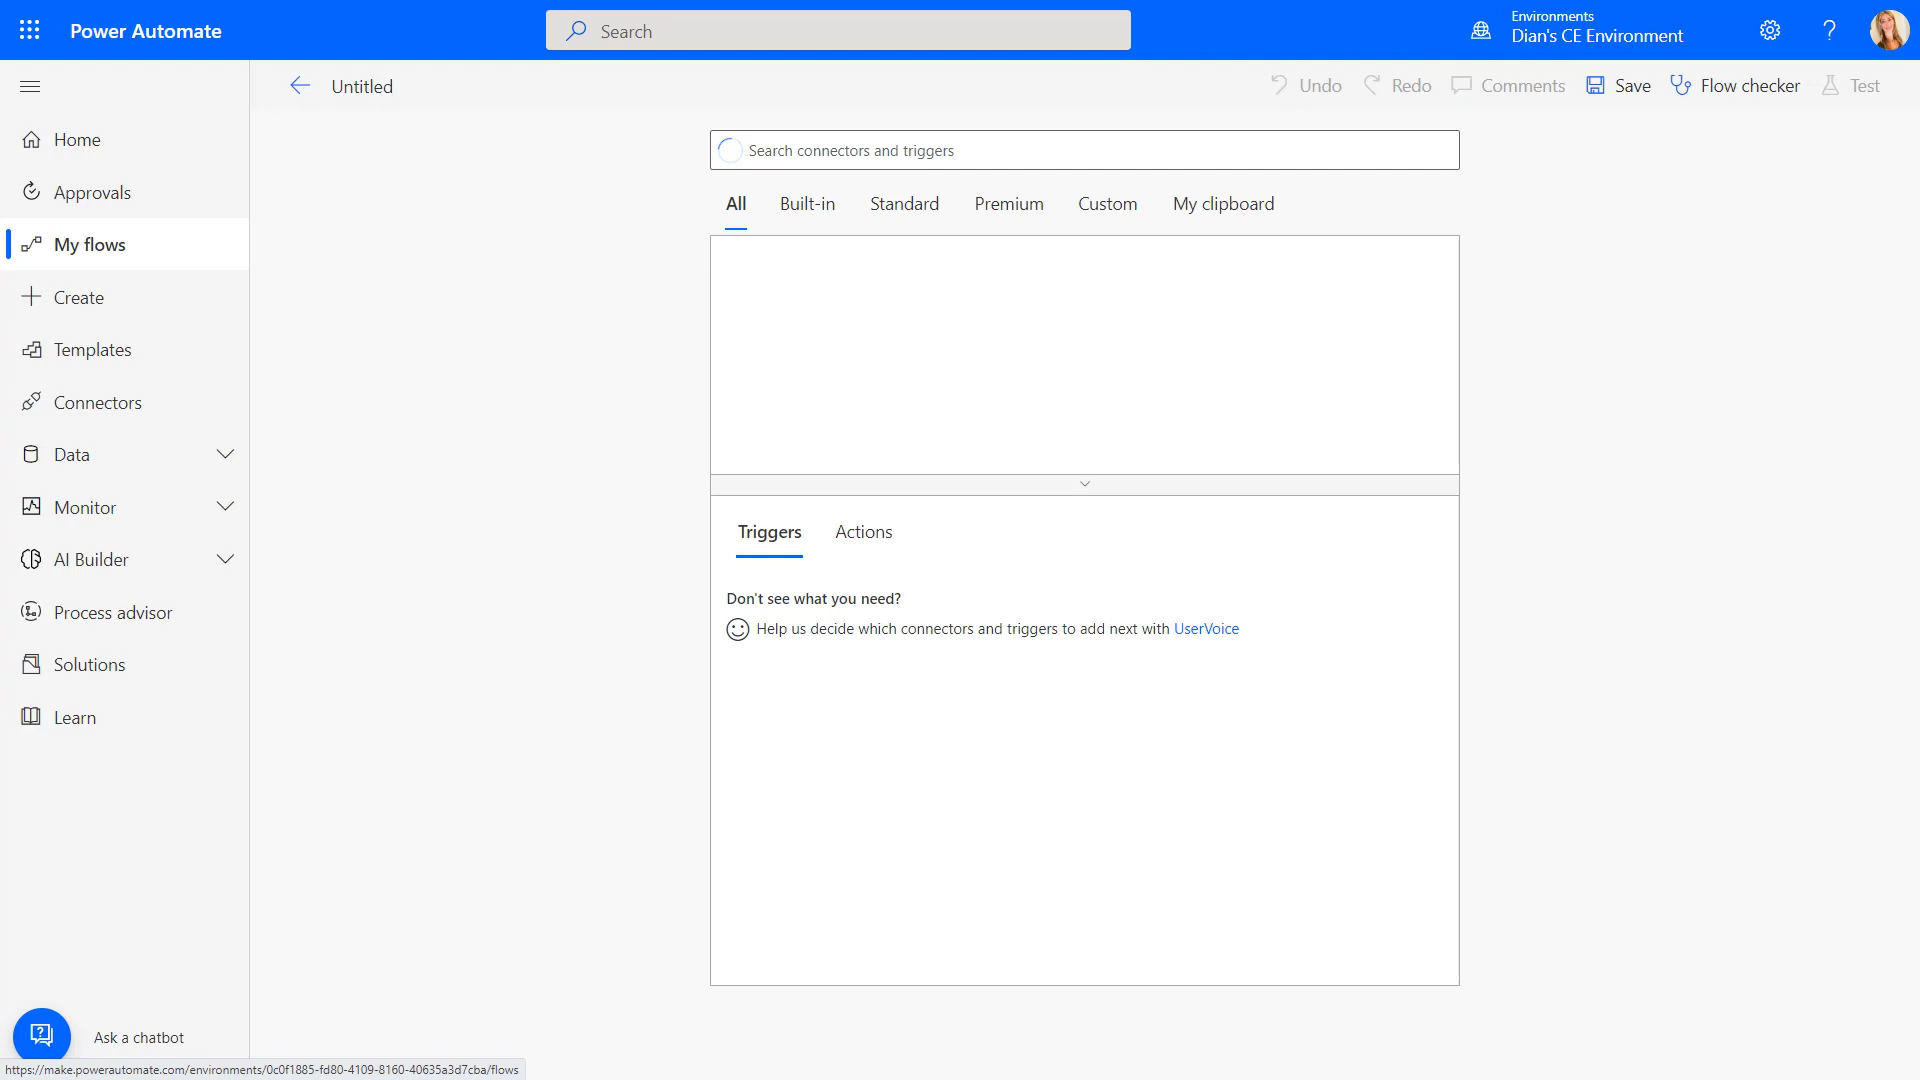 Power Automate
Search
Environments
Dian's CE Environment
Untitled
Undo
Redo
Comments
Save
Flow checker
Test
Home
Approvals
My flows
Create
Templates
Connectors
Data
Monitor
AI Builder
Process advisor
Solutions
Learn
Search connectors and triggers
All
Built-in
Standard
Premium
Custom
My clipboard
Triggers
Actions
Don't see what you need?
Help us decide which connectors and triggers to add next with UserVoice
Ask a chatbot
https://make.powerautomate.com/environments/0c0f1885-fd80-4109-8160-40635a3d7cba/flows